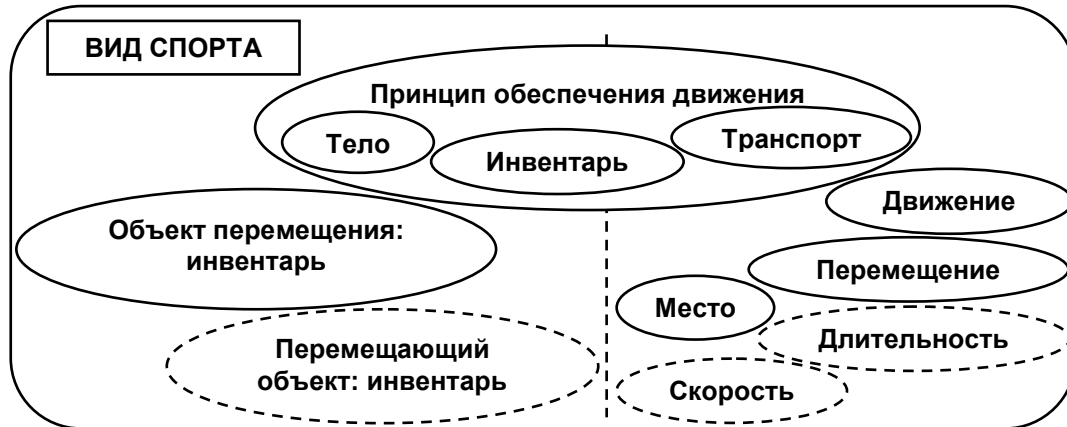 ВИД СПОРТА
Принцип обеспечения движения
Тело
Инвентарь
Транспорт
Движение
Объект перемещения:
инвентарь
Перемещение
Место
Длительность
Перемещающий
объект: инвентарь
Скорость